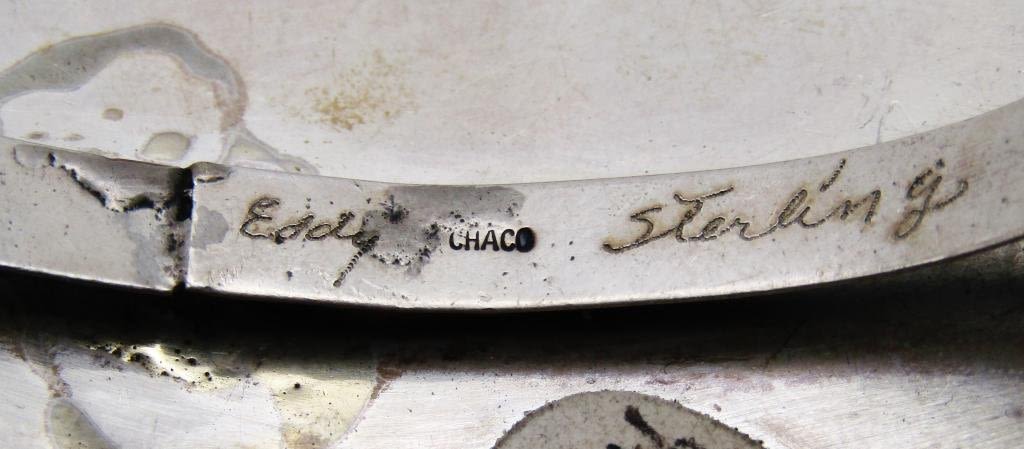 Eddy CHACO Sterling